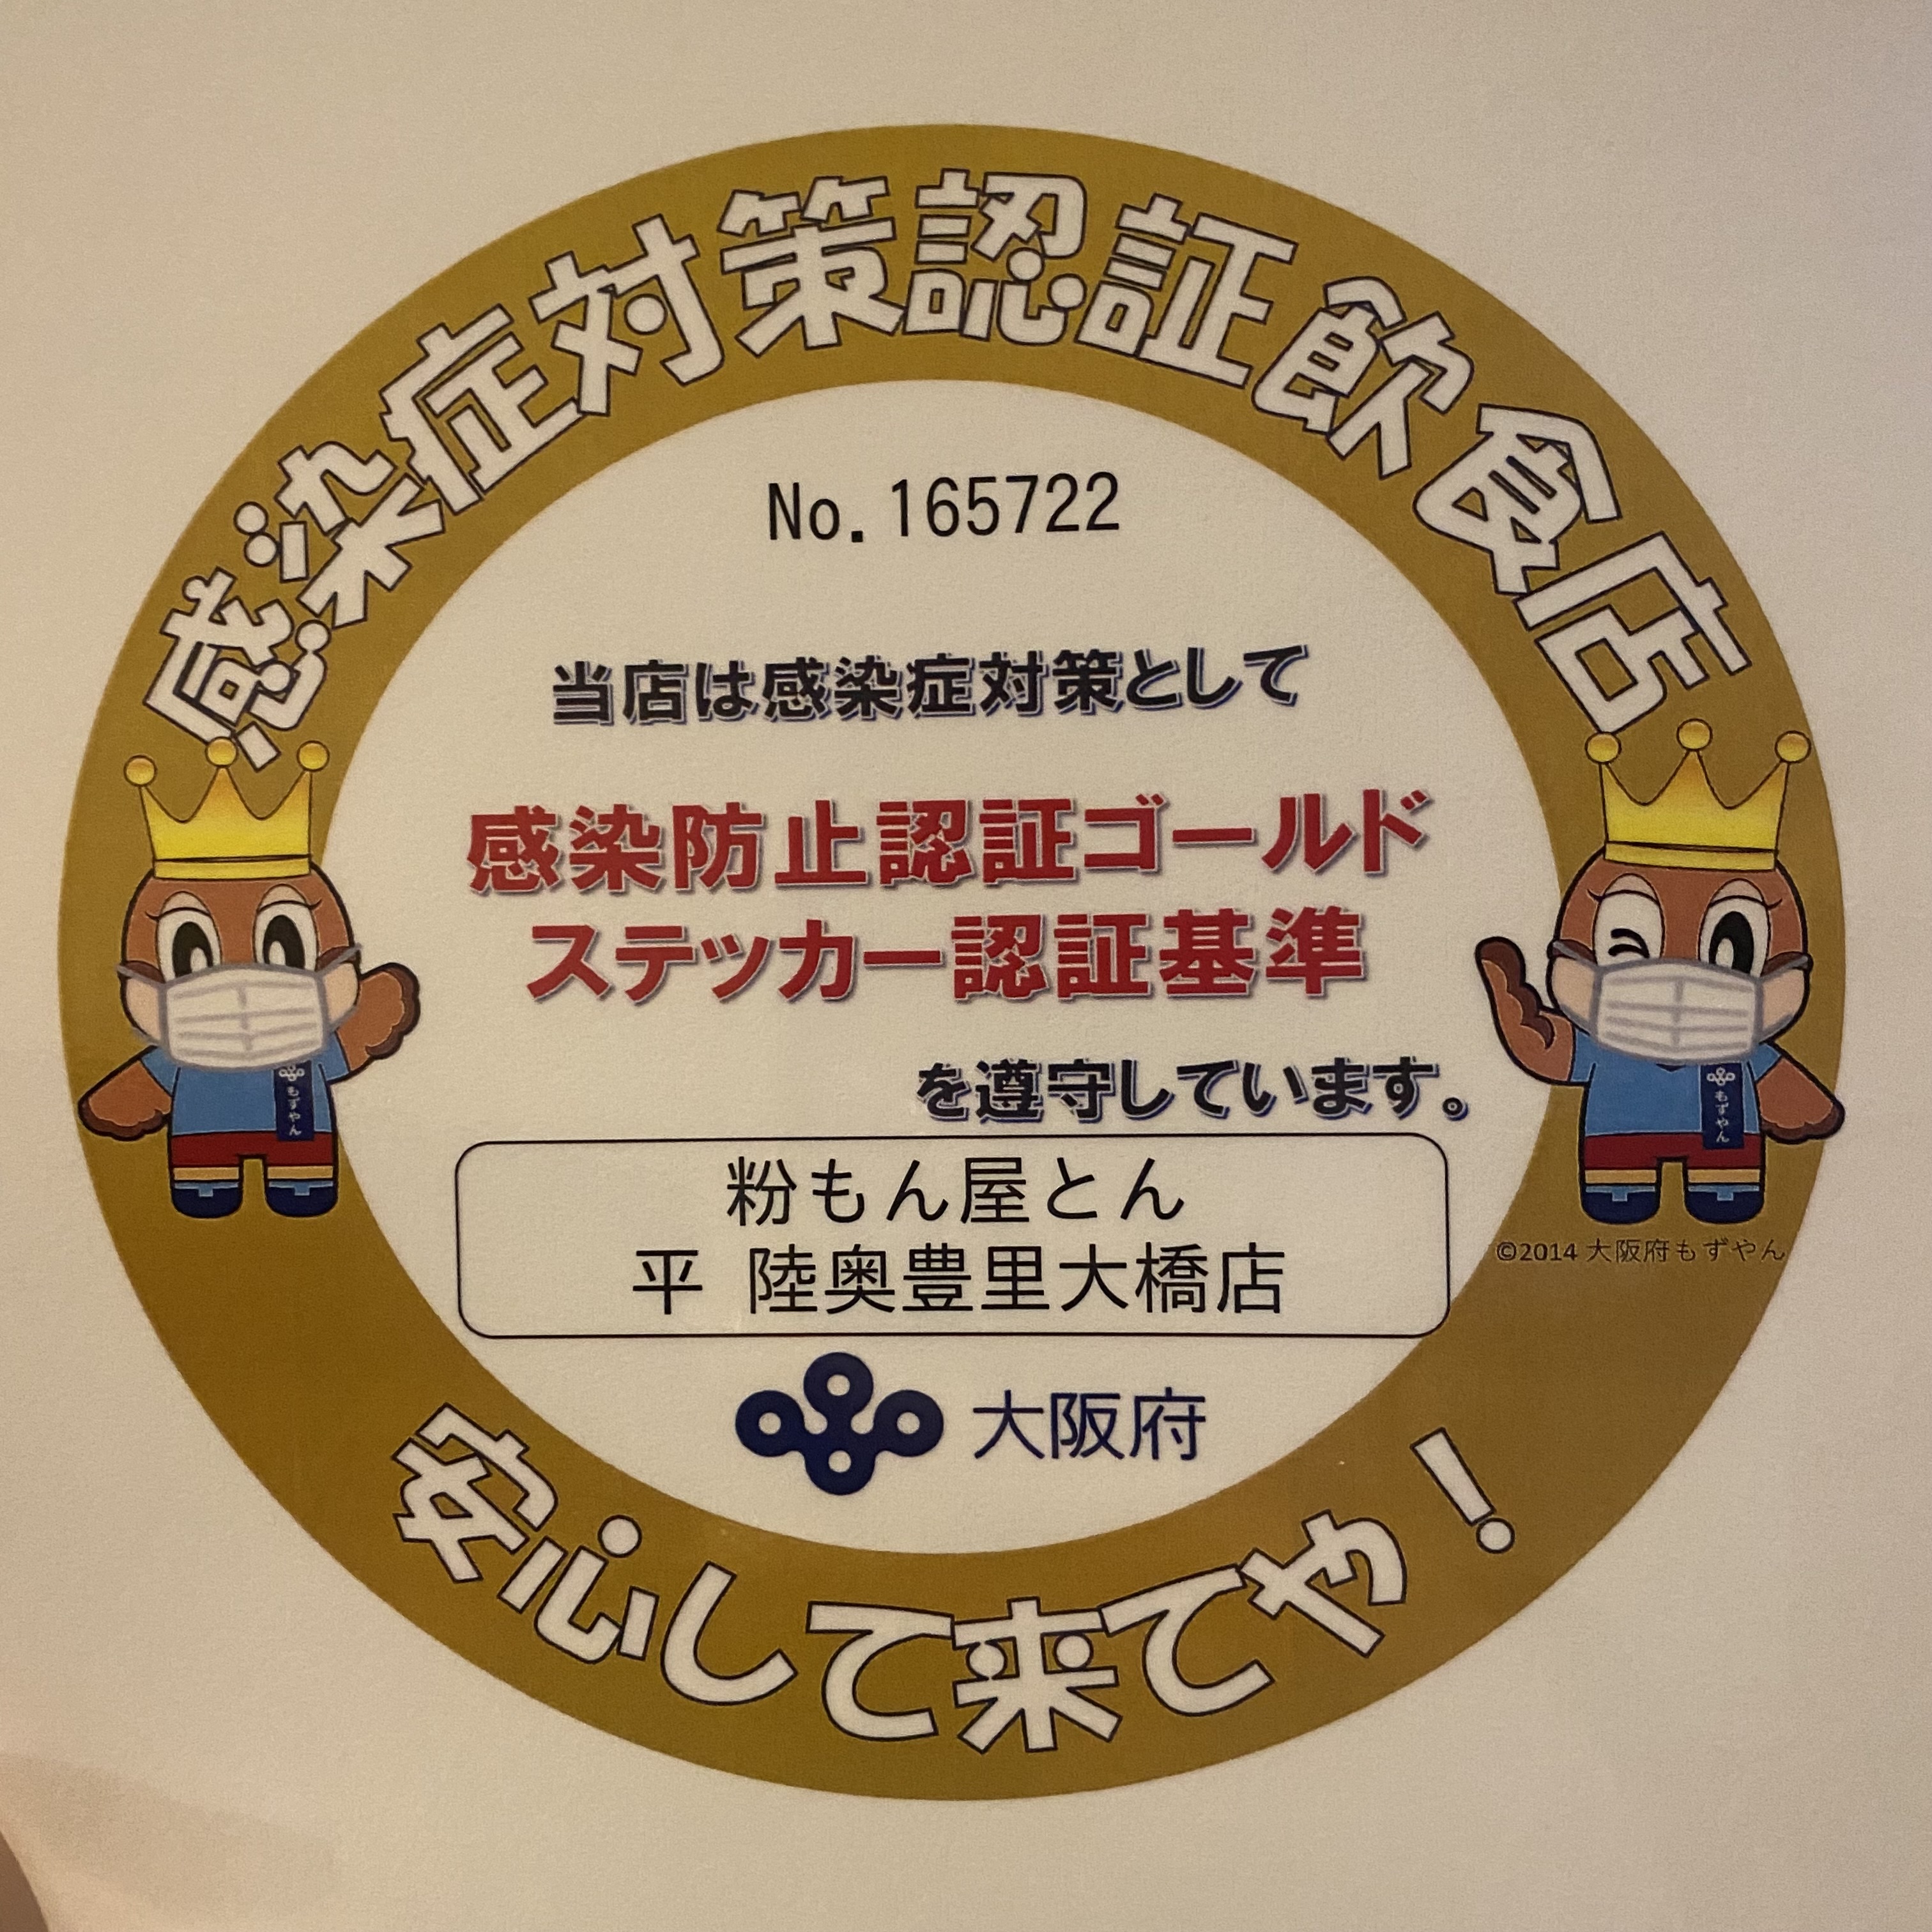 感染症対策認証飲食店
No.165722
当店は感染症対策として
感染防止認証ゴールド
ステッカー認証基準
を遵守しています。
もずやん
もずやん
粉もん屋とん
平 陸奥豊里大橋店
©2014 大阪府もずやん
大阪府
安心して来てや！